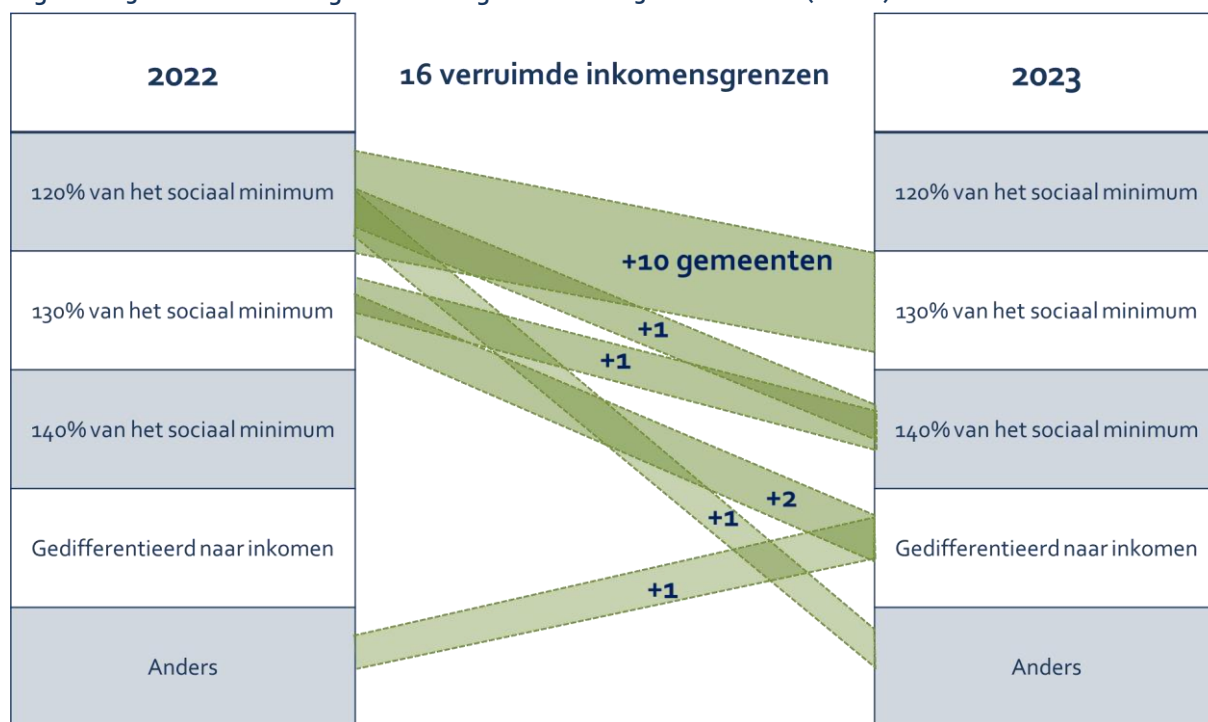 2022
16 verruimde inkomensgrenzen
2023
120% van het sociaal minimum
120% van het sociaal minimum
+10 gemeenten
130% van het sociaal minimum
130% van het sociaal minimum
+1
+1
140% van het sociaal minimum
140% van het sociaal minimum
+2
+1
Gedifferentieerd naar inkomen
Gedifferentieerd naar inkomen
+1
Anders
Anders